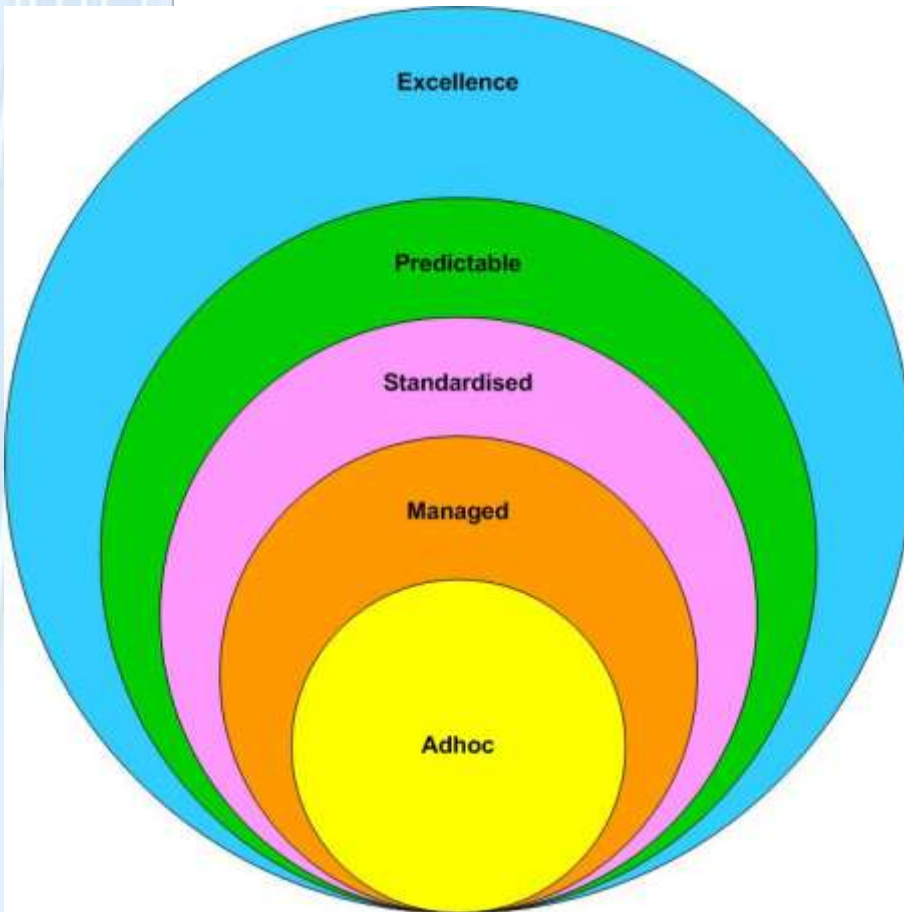 Excellence
Predictable
Standardised
Managed
Adhoc